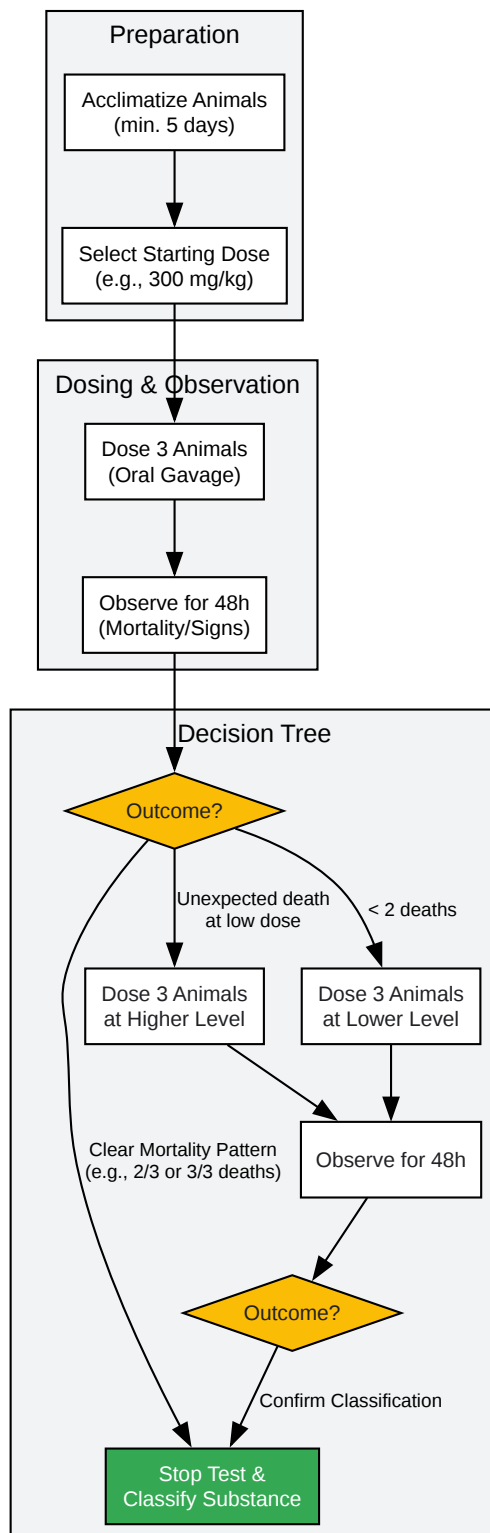 Preparation
Acclimatize Animals
(min. 5 days)
Select Starting Dose
(e.g., 300 mg/kg)
Dosing & Observation
Dose 3 Animals
(Oral Gavage)
Observe for 48h
(Mortality/Signs)
Decision Tree
Outcome?
Unexpected death
at low dose
< 2 deaths
Dose 3 Animals
at Higher Level
Dose 3 Animals
at Lower Level
Clear Mortality Pattern
(e.g., 2/3 or 3/3 deaths)
Observe for 48h
Outcome?
Confirm Classification
Stop Test &
Classify Substance